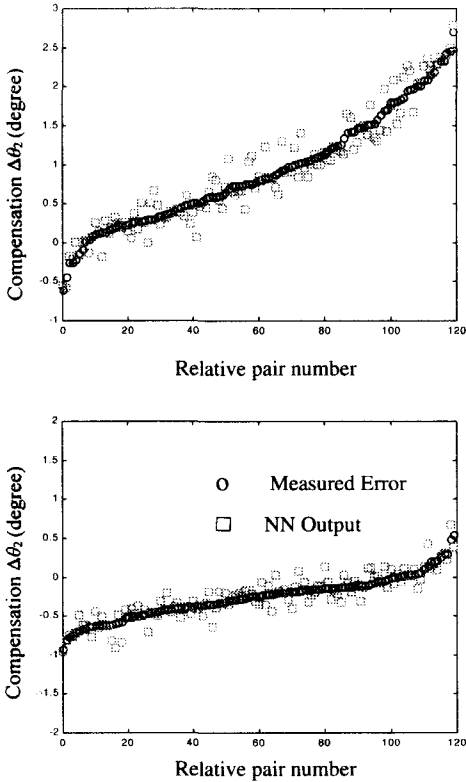 Compensation Δθ₂ (degree)
3
2.5
2
1.5
1
0.5
0
-0.5
-1
0 20 40 60 80 100 120
Relative pair number
Compensation Δθ₂ (degree)
2
1.5
1
0.5
0
-0.5
-1
-1.5
-2
Measured Error
NN Output
0 20 40 60 80 100 120
Relative pair number